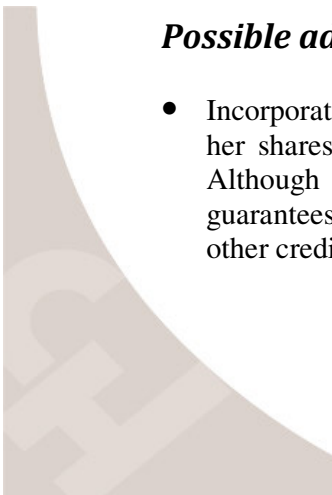 Possible ad
• Incorporat
her shares
Although
guarantees
other credi